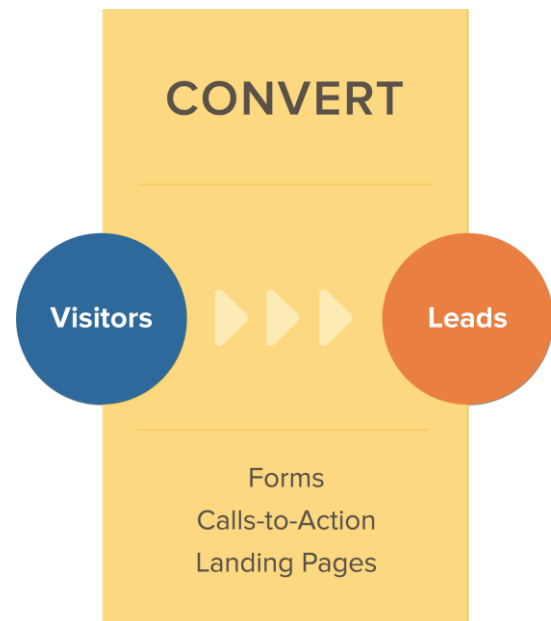 CONVERT
Visitors
Leads
Forms
Calls-to-Action
Landing Pages